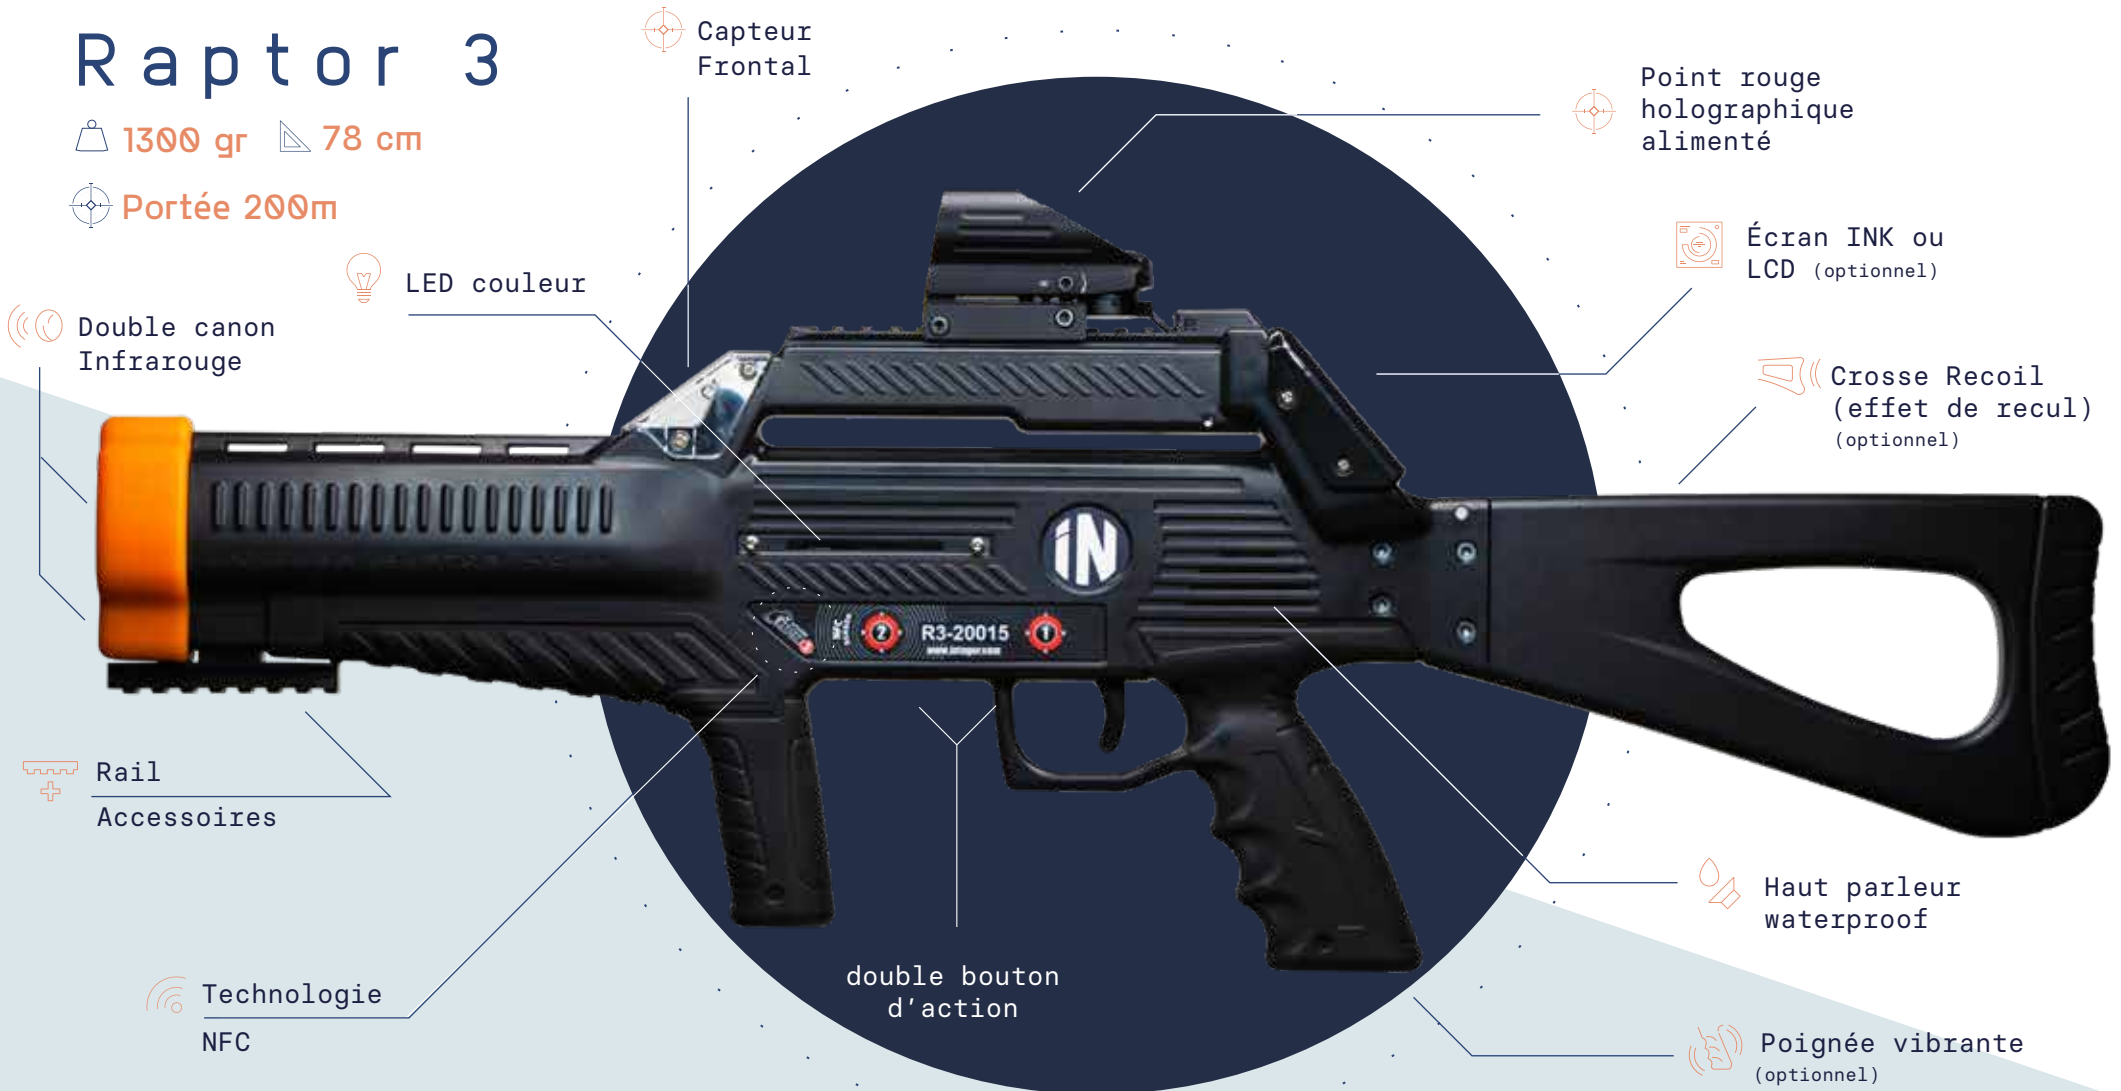 Raptor 3
1300 gr
78 cm
Portée 200m
Capteur
Frontal
Point rouge
holographique
alimenté
Écran INK ou
LCD (optionnel)
LED couleur
Double canon
Infrarouge
Crosse Recoil
(effet de recul)
(optionnel)
IN
NFC
2
R3-20015
1
Rail
Accessoires
Haut parleur
waterproof
double bouton
d'action
Technologie
NFC
Poignée vibrante
(optionnel)